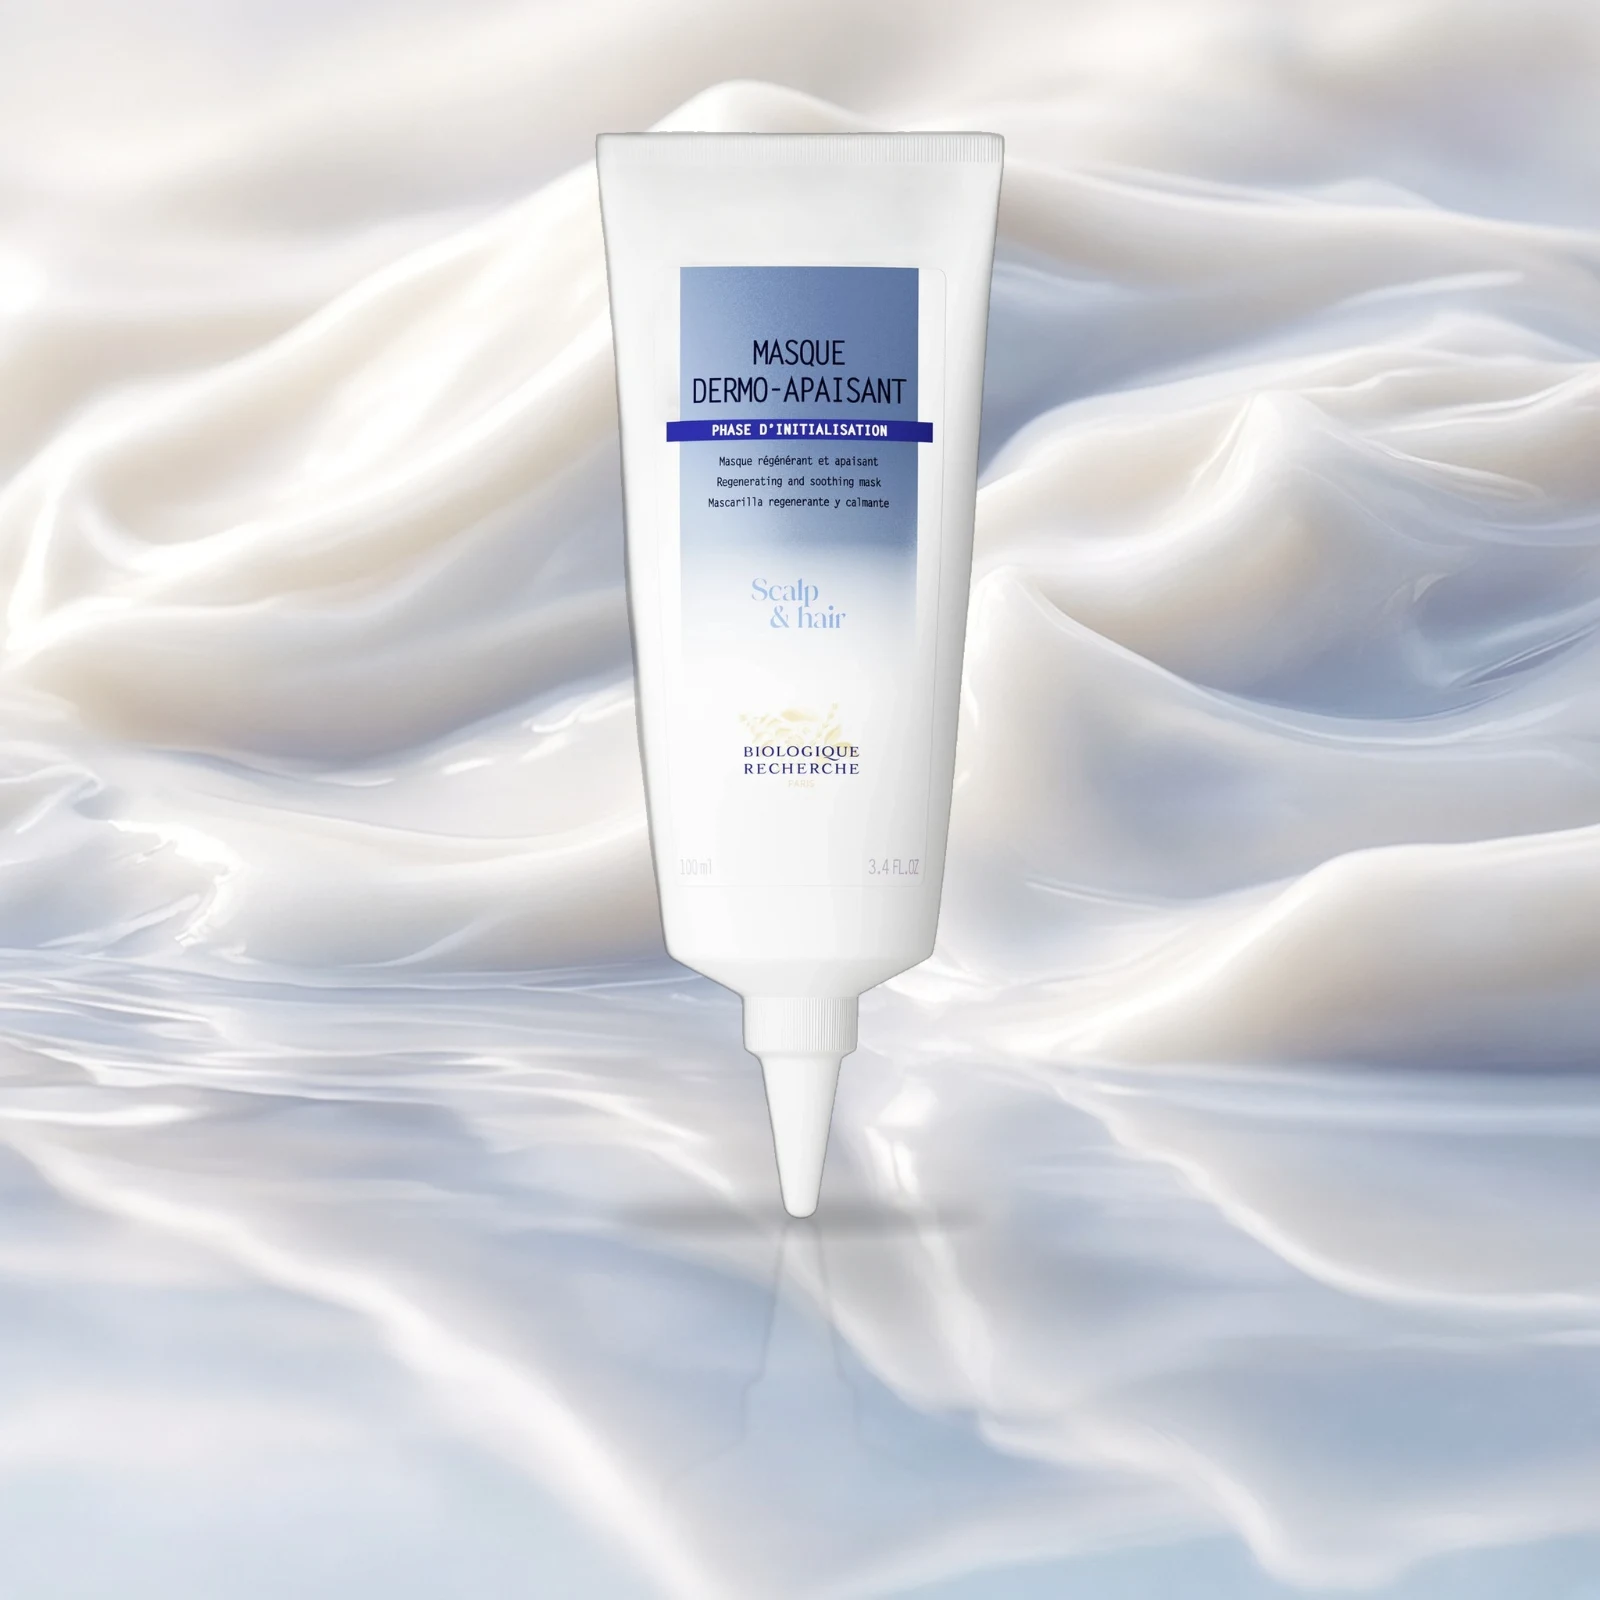 MASQUE
DERMO-APAISANT
PHASE D'INITIALISATION
Masque régénérant et apaisant
Regenerating and soothing mask
Mascarilla regenerante y calmante
Scalp
& hair
BIOLOGIQUE
RECHERCHE
PARIS
100 ml 3.4 FL.OZ